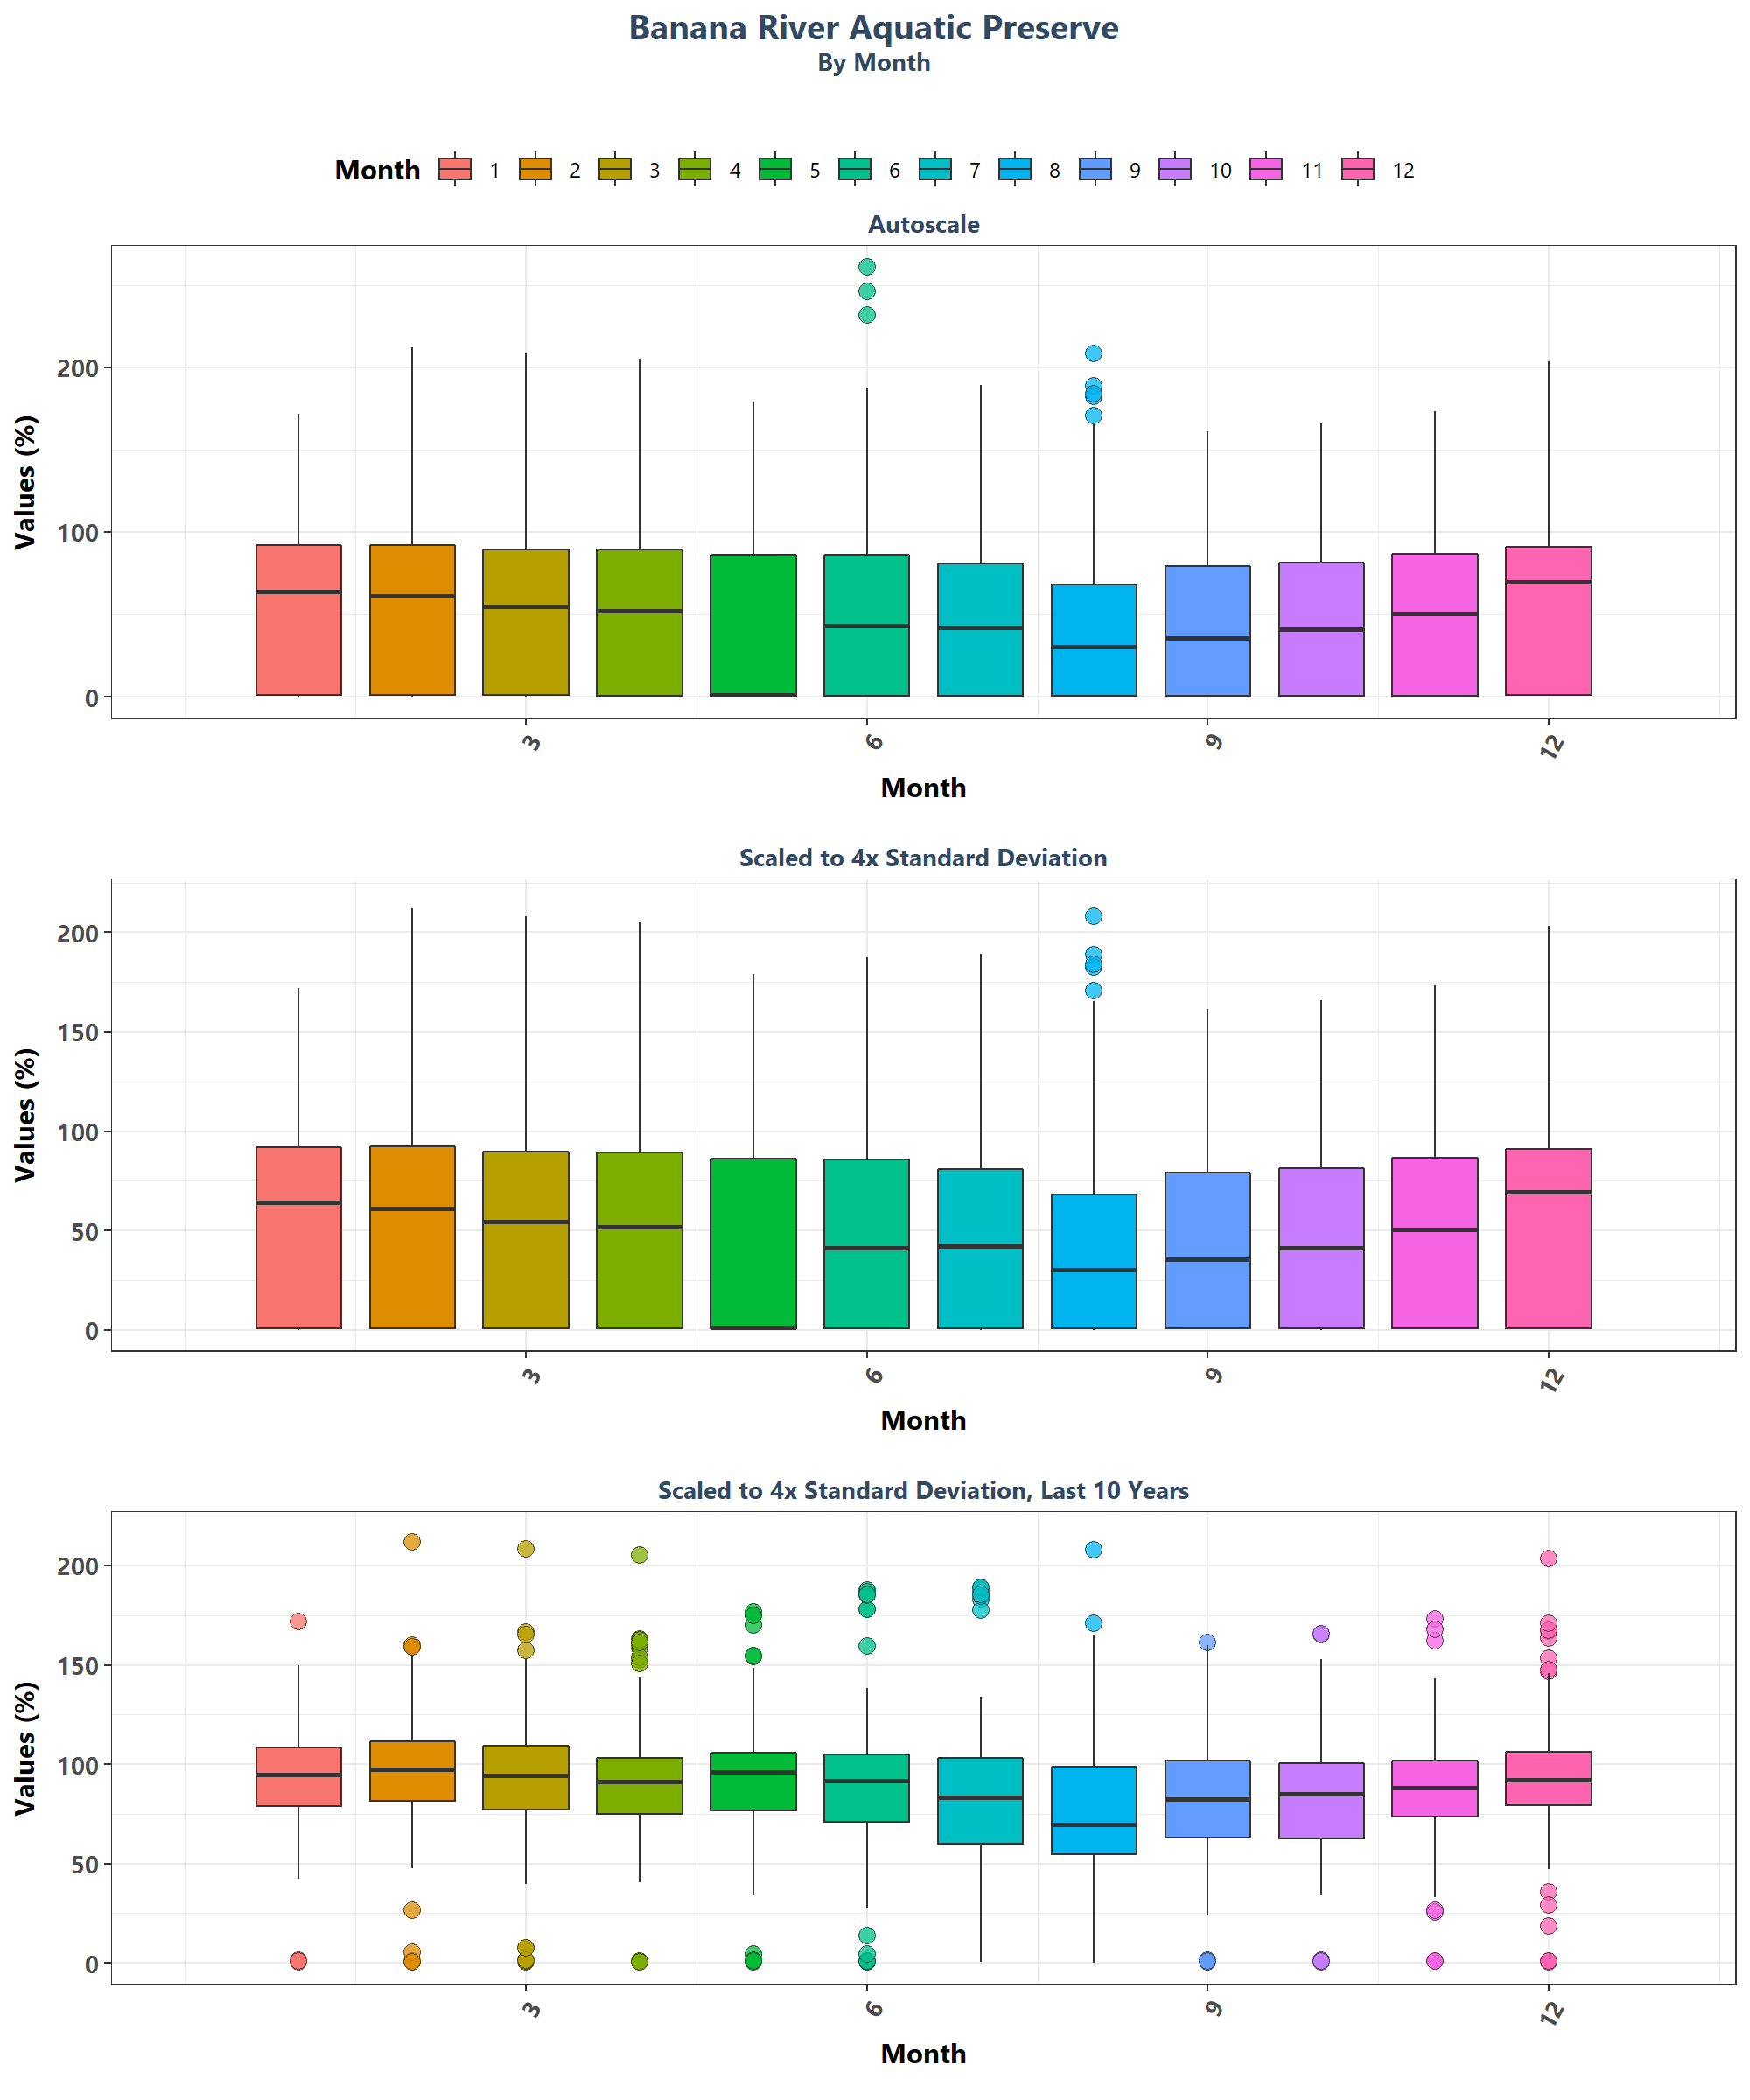 Banana River Aquatic Preserve
By Month
Month 1 2 3 4 5 6 7 8 9 10 11 12
Autoscale
Values (%)
200
100
0
3 6 9 12
Month
Scaled to 4x Standard Deviation
Values (%)
200
150
100
50
0
3 6 9 12
Month
Scaled to 4x Standard Deviation, Last 10 Years
Values (%)
200
150
100
50
0
3 6 9 12
Month